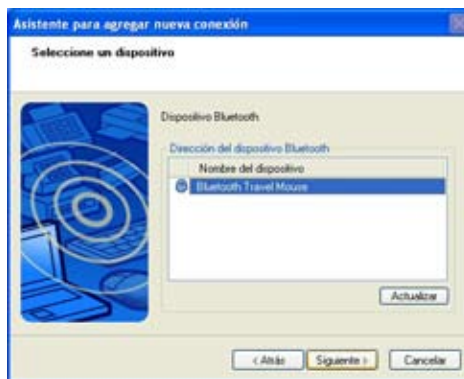 Asistente para agregar nueva conexión
Seleccione un dispositivo
Dispositivo Bluetooth
Dirección del dispositivo Bluetooth
Nombre del dispositivo
Bluetooth Travel Mouse
Actualizar
< Atrás
Siguiente >
Cancelar